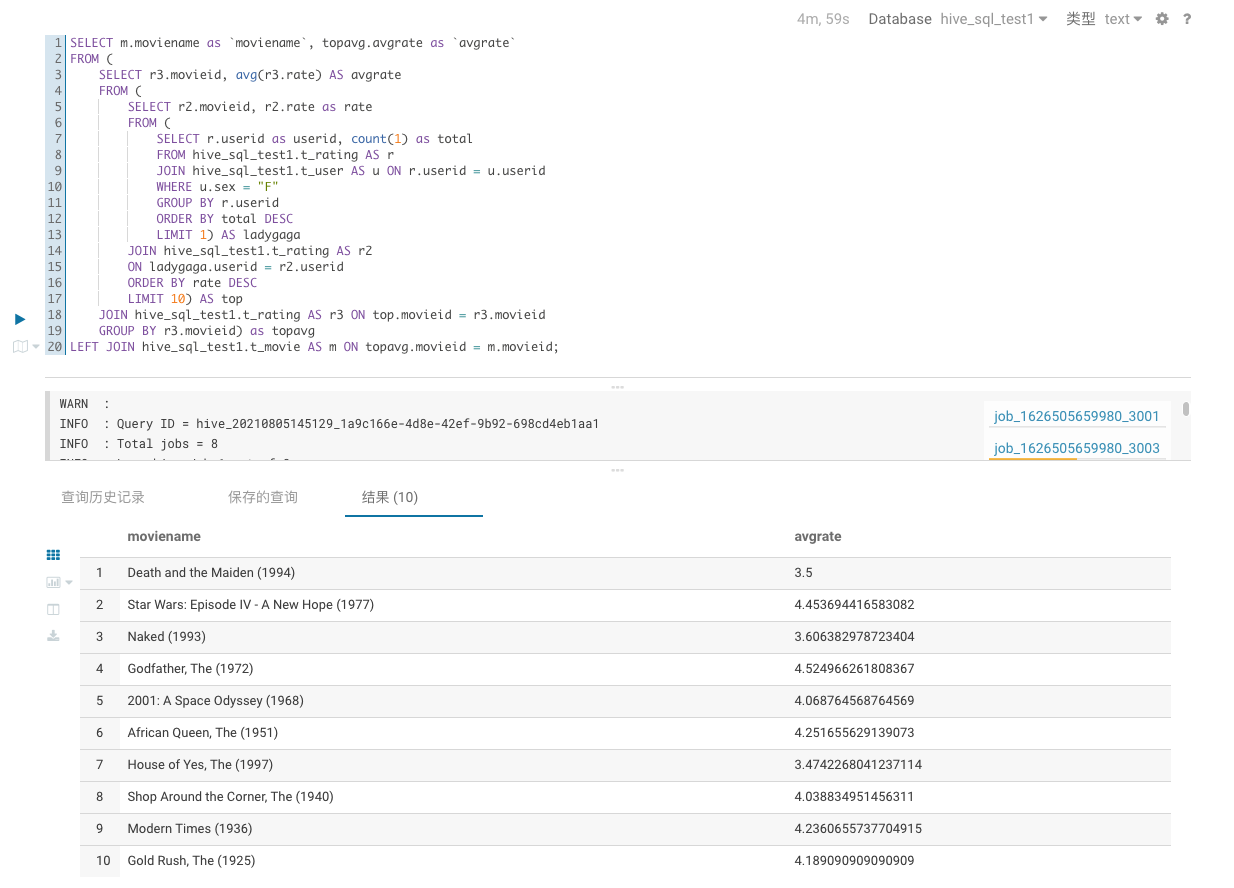 4m, 59s Database hive_sql_test1 类型 text ?
1 SELECT m.moviename as `moviename`, topavg.avgrate as `avgrate`
2 FROM (
3 SELECT r3.movieid, avg(r3.rate) AS avgrate
4 FROM (
5 SELECT r2.movieid, r2.rate as rate
6 FROM (
7 SELECT r.userid as userid, count(1) as total
8 FROM hive_sql_test1.t_rating AS r
9 JOIN hive_sql_test1.t_user AS u ON r.userid = u.userid
10 WHERE u.sex = "F"
11 GROUP BY r.userid
12 ORDER BY total DESC
13 LIMIT 1) AS ladygaga
14 JOIN hive_sql_test1.t_rating AS r2
15 ON ladygaga.userid = r2.userid
16 ORDER BY rate DESC
17 LIMIT 10) AS top
18 JOIN hive_sql_test1.t_rating AS r3 ON top.movieid = r3.movieid
19 GROUP BY r3.movieid) as topavg
20 LEFT JOIN hive_sql_test1.t_movie AS m ON topavg.movieid = m.movieid;
WARN :
INFO : Query ID = hive_20210805145129_1a9c166e-4d8e-42ef-9b92-698cd4eb1aa1
INFO : Total jobs = 8
job_1626505659980_3001
job_1626505659980_3003
查询历史记录 保存的查询 结果 (10)
moviename avgrate
1 Death and the Maiden (1994) 3.5
2 Star Wars: Episode IV - A New Hope (1977) 4.453694416583082
3 Naked (1993) 3.606382978723404
4 Godfather, The (1972) 4.524966261808367
5 2001: A Space Odyssey (1968) 4.068764568764569
6 African Queen, The (1951) 4.251655629139073
7 House of Yes, The (1997) 3.4742268041237114
8 Shop Around the Corner, The (1940) 4.038834951456311
9 Modern Times (1936) 4.2360655737704915
10 Gold Rush, The (1925) 4.189090909090909